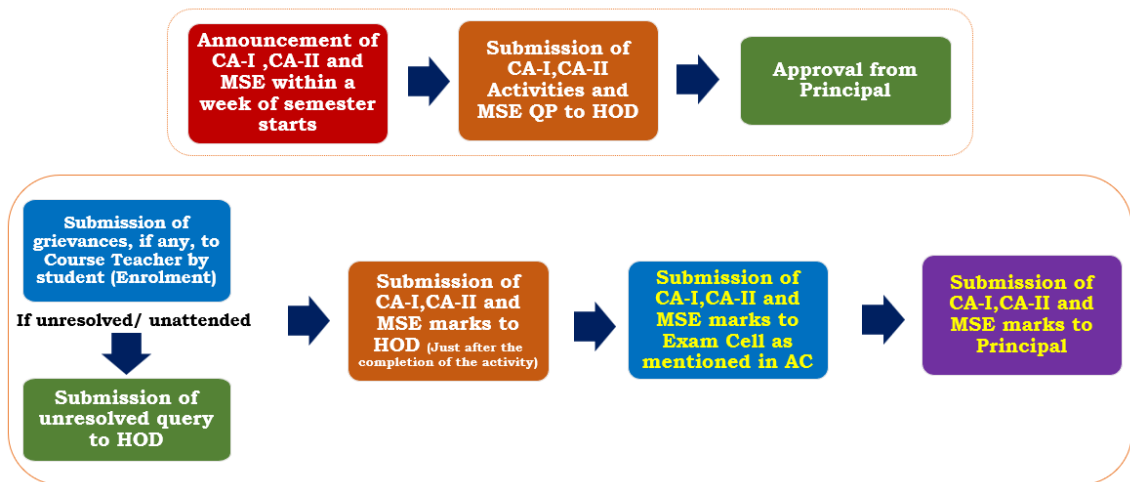 Announcement of
CA-I ,CA-II and
MSE within a
week of semester
starts
Submission of
CA-I,CA-II
Activities and
MSE QP to HOD
Approval from
Principal
Submission of
grievances, if any, to
Course Teacher by
student (Enrolment)
If unresolved/ unattended
Submission of
unresolved query
to HOD
Submission of
CA-I,CA-II and
MSE marks to
HOD (Just after the
completion of the activity)
Submission of
CA-I,CA-II and
MSE marks to
Exam Cell as
mentioned in AC
Submission of
CA-I,CA-II and
MSE marks to
Principal